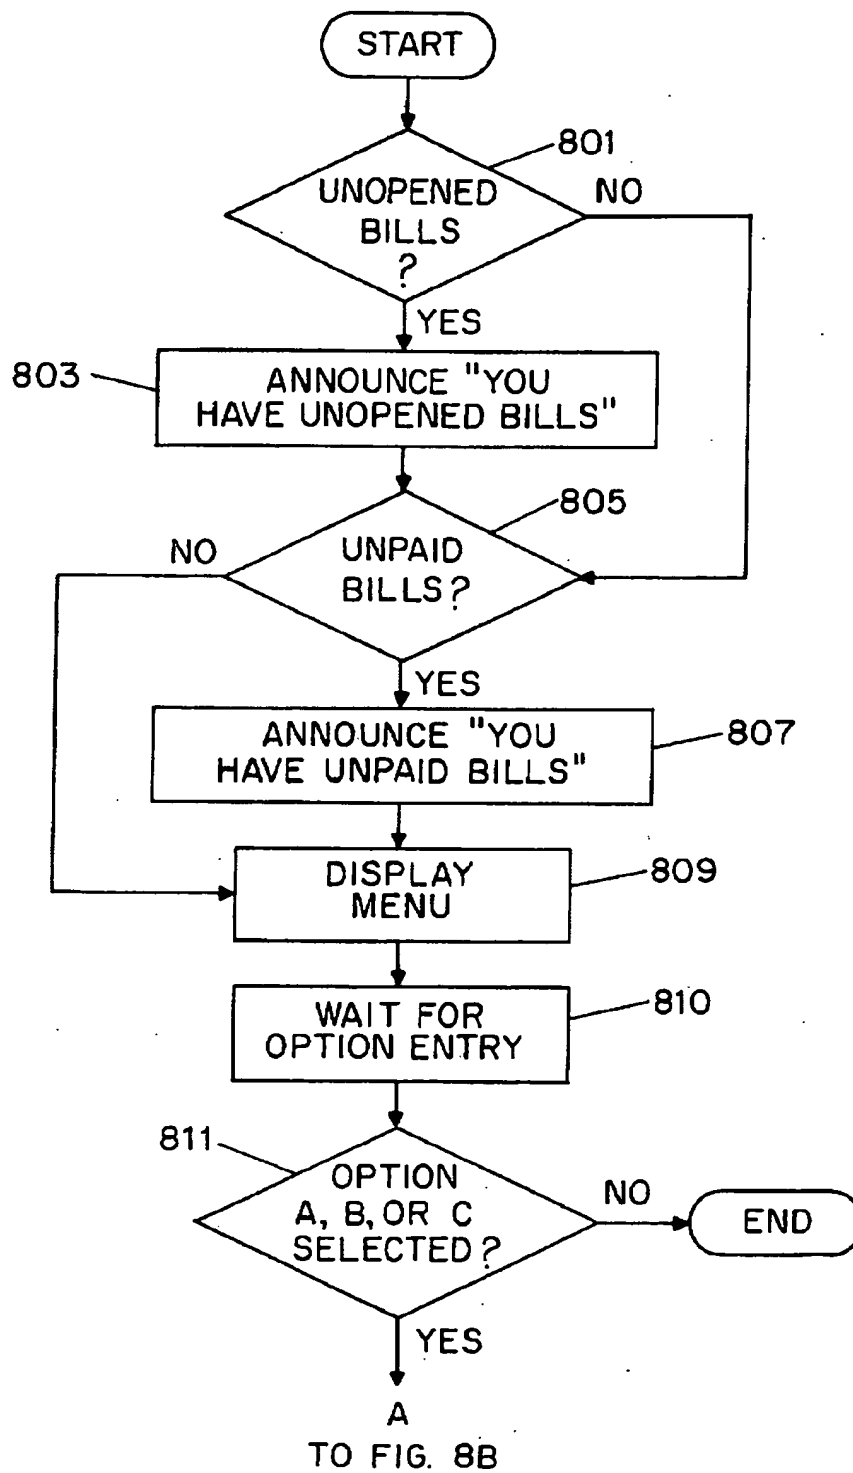 START
801
UNOPENED
BILLS
?
NO
YES
803
ANNOUNCE "YOU
HAVE UNOPENED BILLS"
805
NO
UNPAID
BILLS?
YES
ANNOUNCE "YOU
HAVE UNPAID BILLS"
807
DISPLAY
MENU
809
WAIT FOR
OPTION ENTRY
810
811
OPTION
A, B, OR C
SELECTED?
NO
END
YES
A
TO FIG. 8B